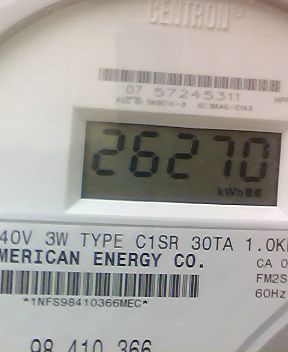 CENTRON®
07 57245311
26270
kWh
40V 3W TYPE C1SR 30TA 1.0K
MERICAN ENERGY CO.
CA 0
FM2S
60Hz
*1NFS98410366MEC*
98 410 366